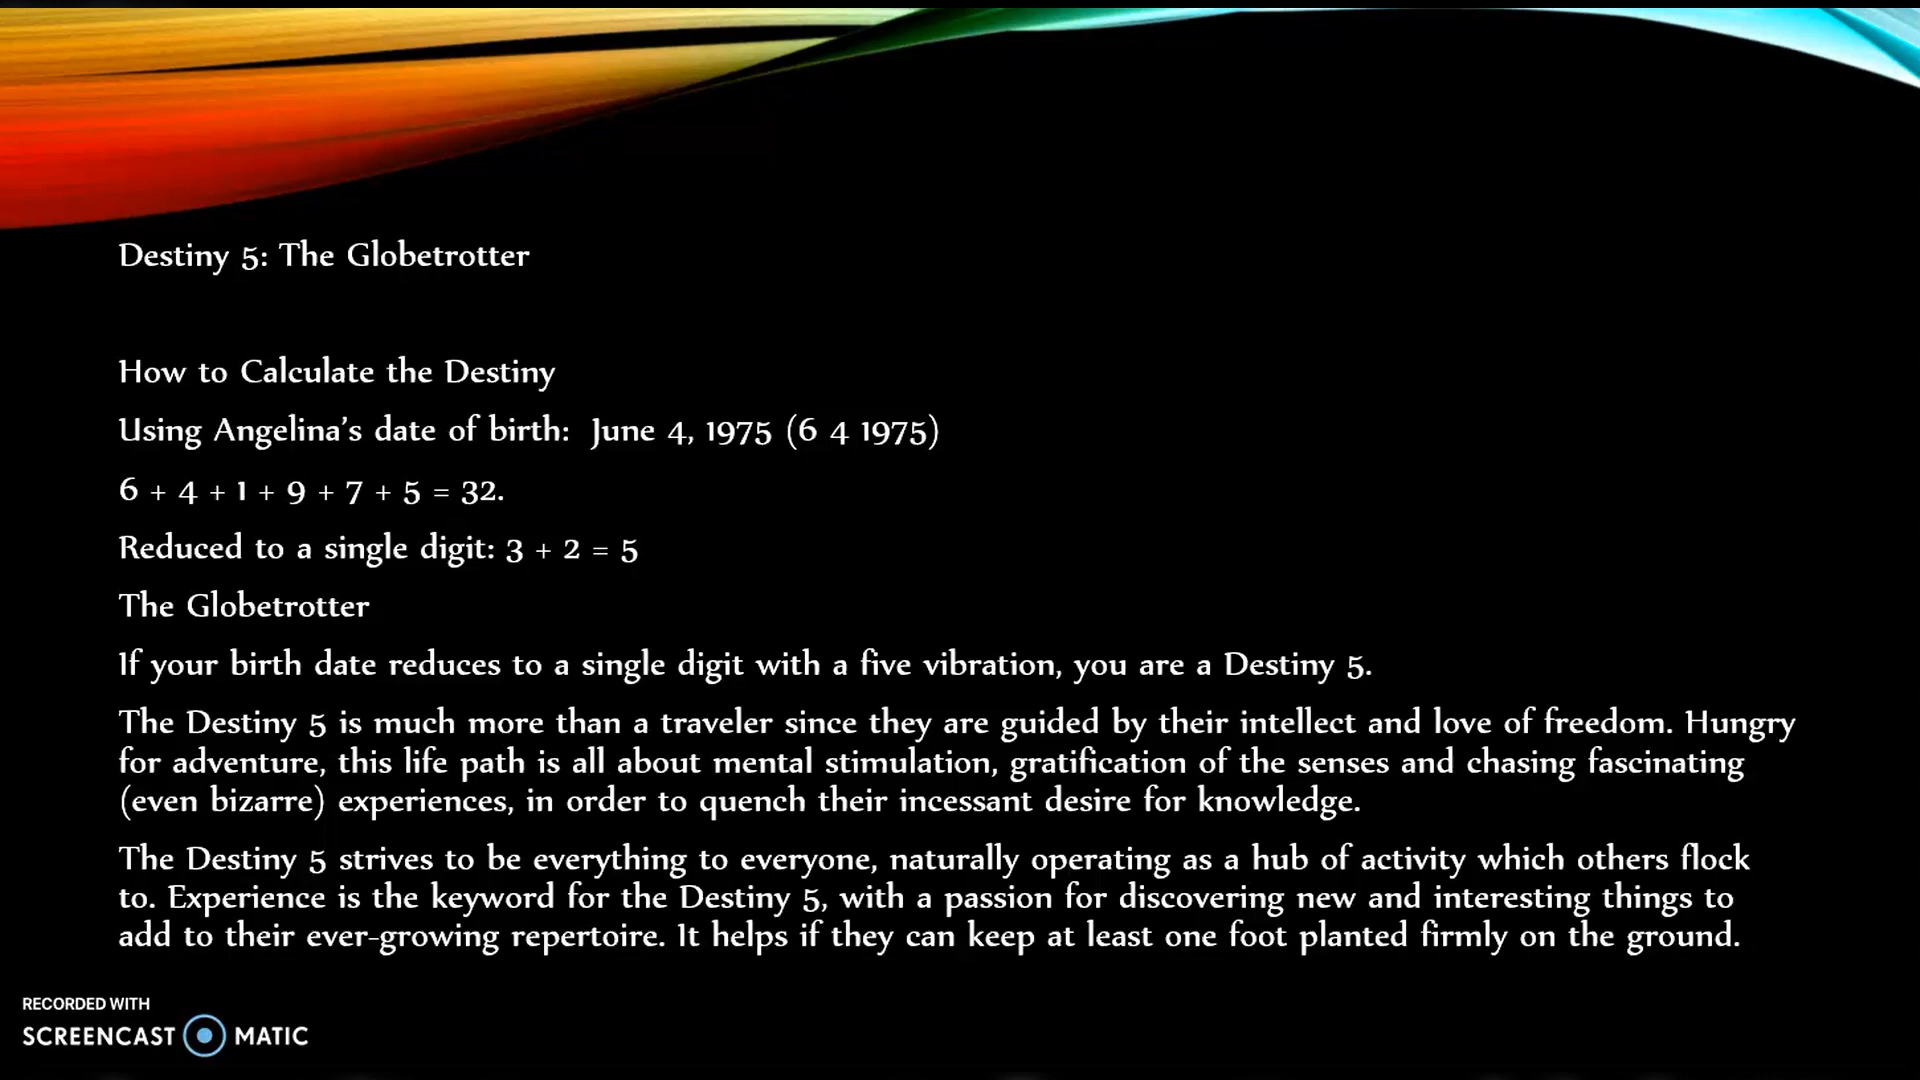 Destiny 5: The Globetrotter
How to Calculate the Destiny
Using Angelina’s date of birth:  June 4, 1975 (6 4 1975)
6 + 4 + 1 + 9 + 7 + 5 = 32.
Reduced to a single digit: 3 + 2 = 5
The Globetrotter
If your birth date reduces to a single digit with a five vibration, you are a Destiny 5.
The Destiny 5 is much more than a traveler since they are guided by their intellect and love of freedom. Hungry
for adventure, this life path is all about mental stimulation, gratification of the senses and chasing fascinating
(even bizarre) experiences, in order to quench their incessant desire for knowledge.
The Destiny 5 strives to be everything to everyone, naturally operating as a hub of activity which others flock
to. Experience is the keyword for the Destiny 5, with a passion for discovering new and interesting things to
add to their ever-growing repertoire. It helps if they can keep at least one foot planted firmly on the ground.
RECORDED WITH
SCREENCAST MATIC